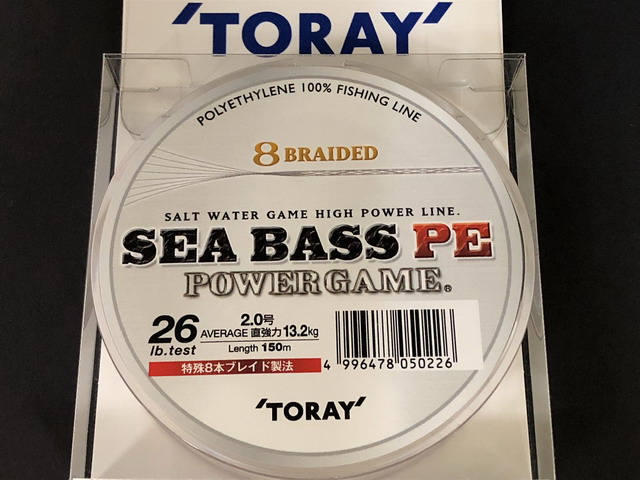 'TORAY'
POLYETHYLENE 100% FISHING LINE
8 BRAIDED
SALT WATER GAME HIGH POWER LINE.
SEA BASS PE
POWERGAME®
26 lb.test
2.0号
AVERAGE 直強力 13.2kg
Length 150m
特殊8本ブレイド製法
4 996478 050226
'TORAY'